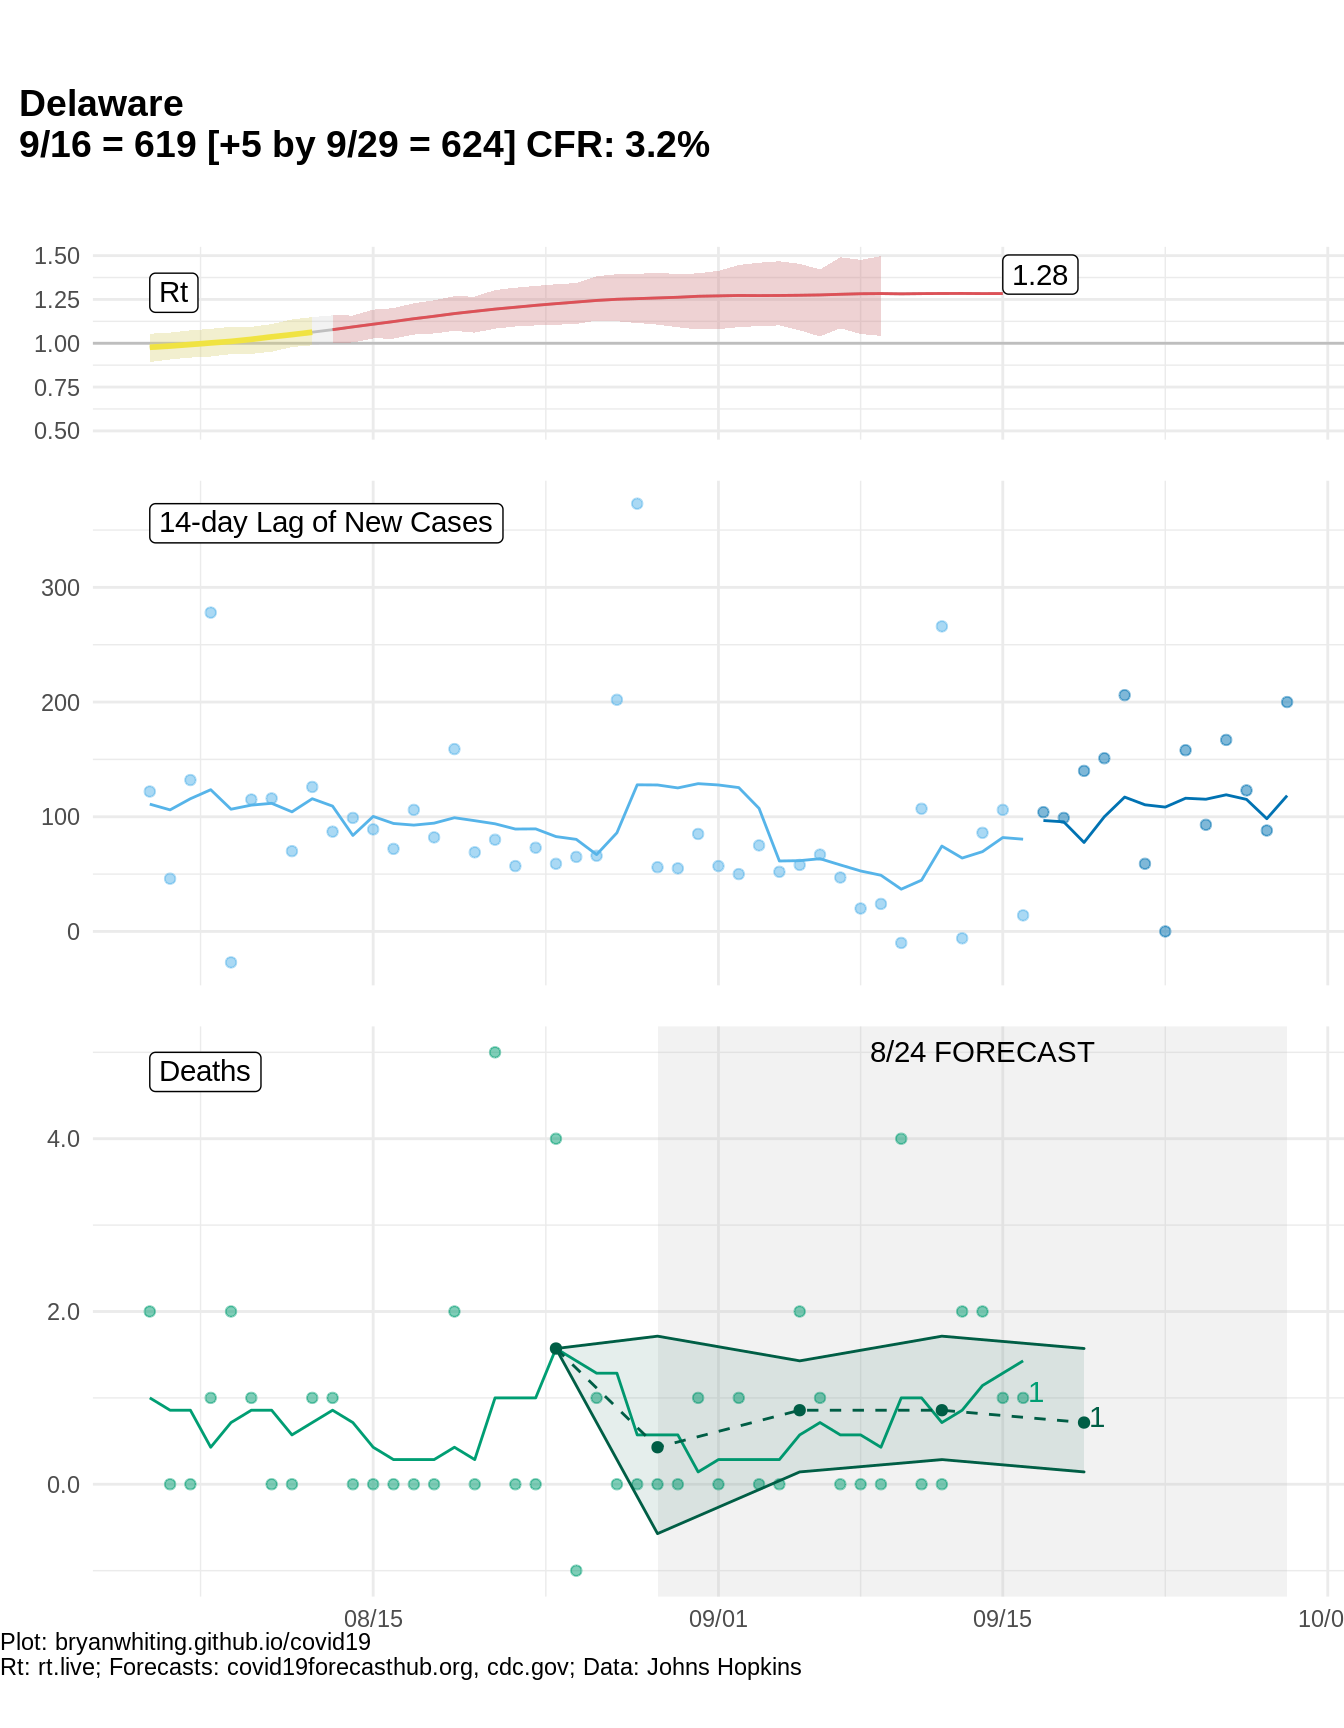 Delaware
9/16 = 619 [+5 by 9/29 = 624] CFR: 3.2%
1.50
1.25
1.00
0.75
0.50
Rt
1.28
14-day Lag of New Cases
300
200
100
0
Deaths
8/24 FORECAST
4.0
2.0
0.0
1
1
08/15
09/01
09/15
10/0
Plot: bryanwhiting.github.io/covid19
Rt: rt.live; Forecasts: covid19forecasthub.org, cdc.gov; Data: Johns Hopkins